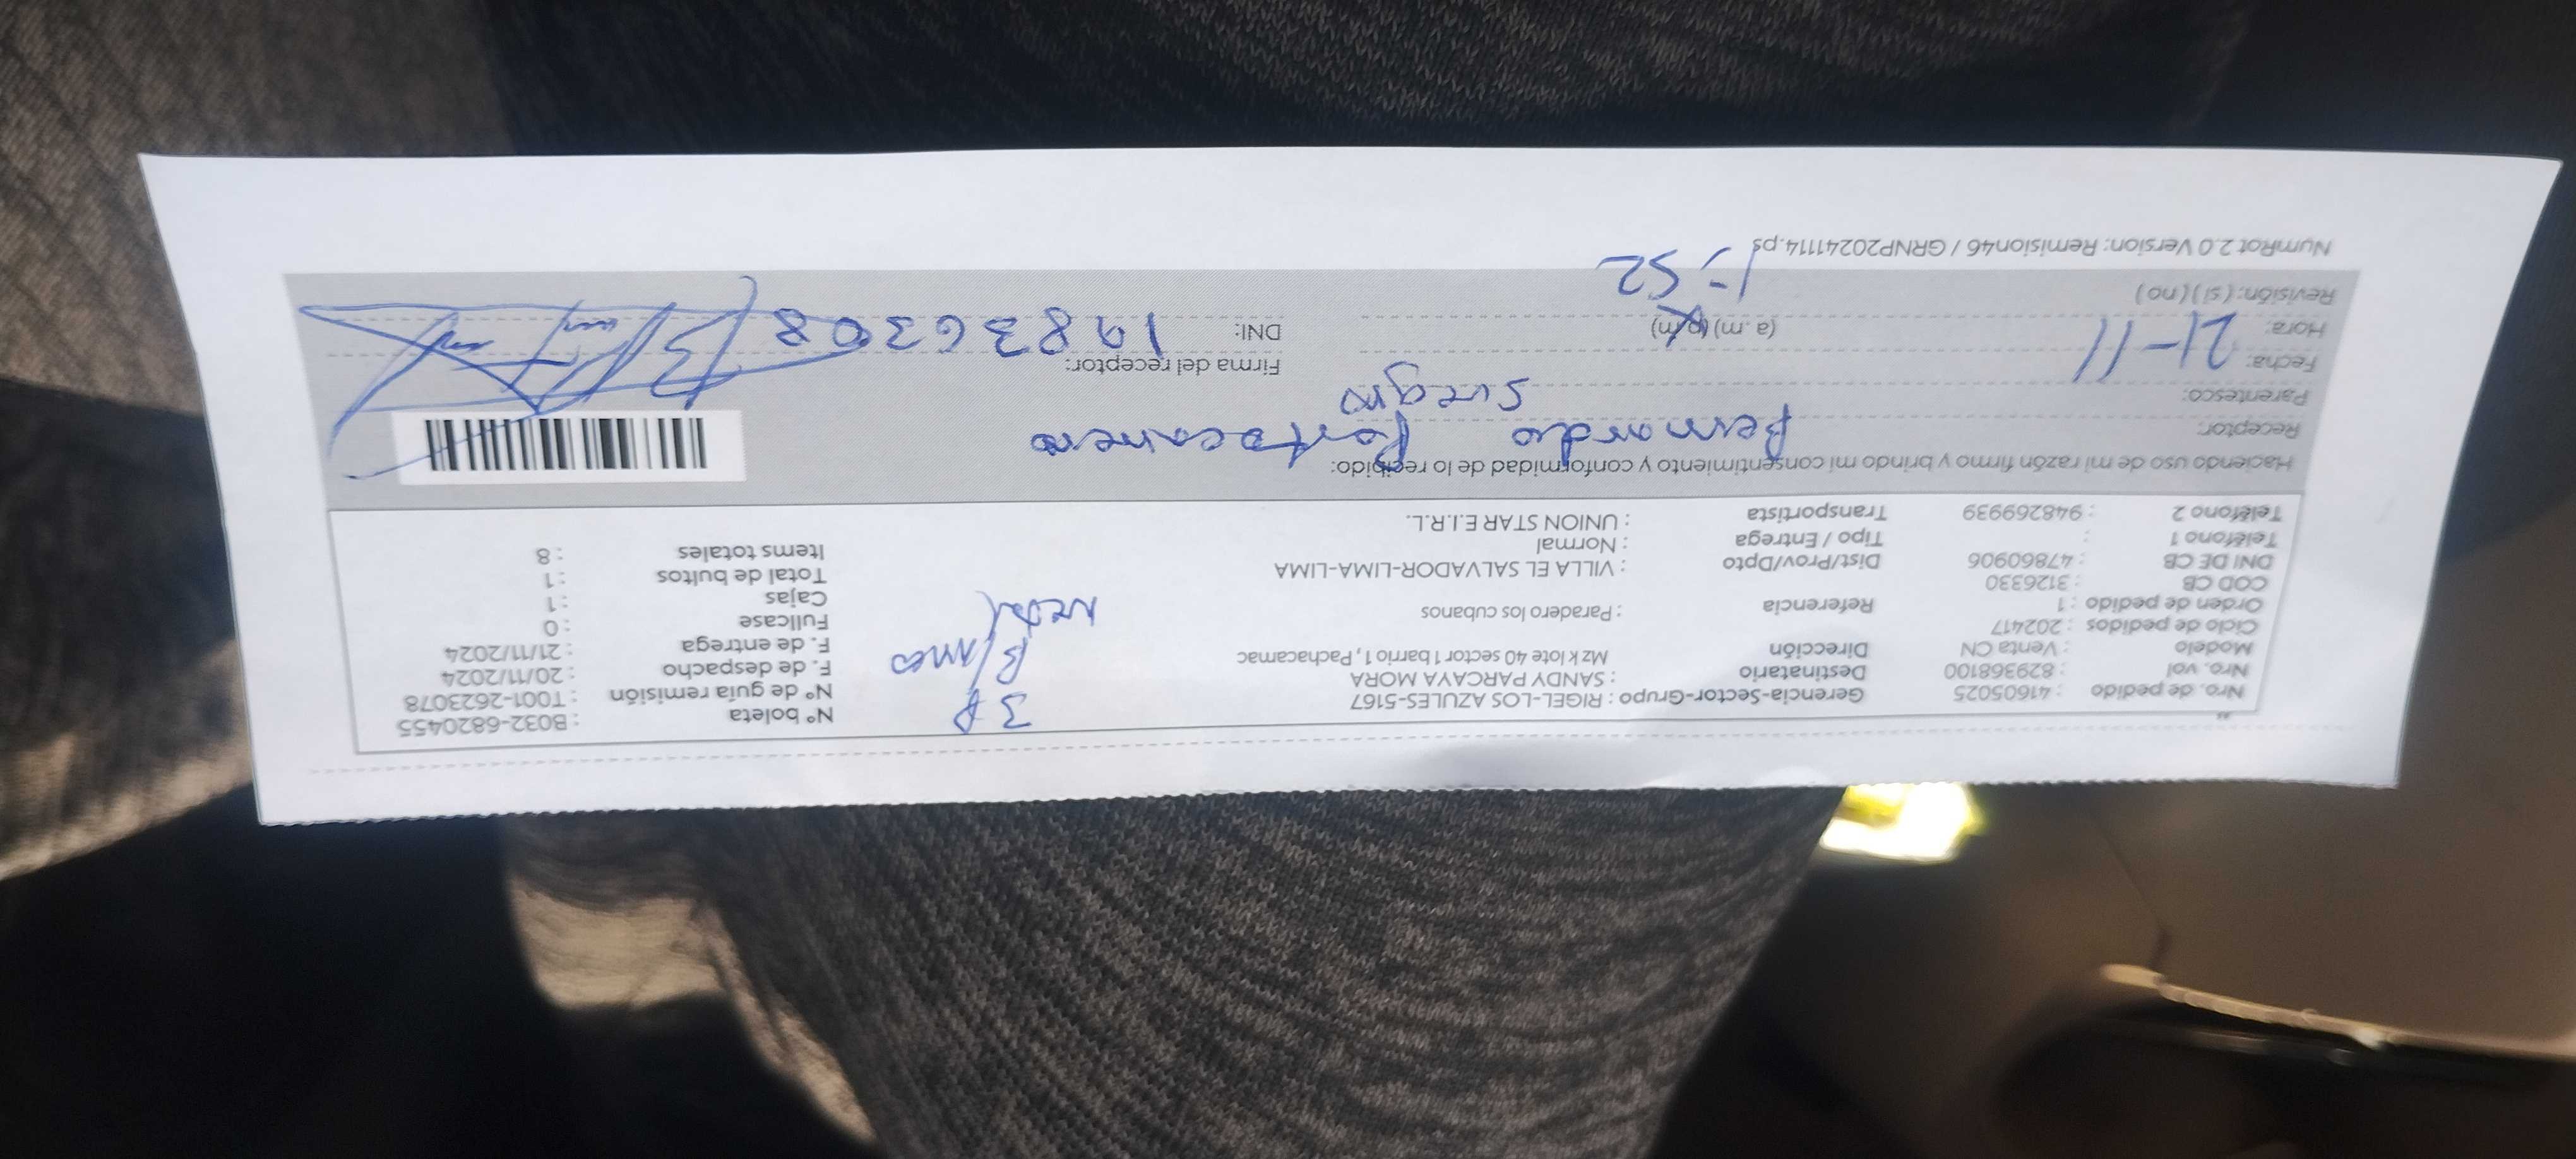 Nro. de pedido : 41605025 Gerencia-Sector-Grupo : RIGEL-LOS AZULES-5167 3P Nº boleta : B032-6820455
Nro. vol : 829368100 Destinatario : SANDY PARCAYA MORA Nº de guía remisión : T001-2623078
Modelo : Venta CN Dirección Mz k lote 40 sector 1 barrio 1, Pachacamac F. de despacho : 20/11/2024
Ciclo de pedidos : 202417 F. de entrega : 21/11/2024
Orden de pedido : 1 Referencia : Paradero los cubanos Fullcase : 0
COD CB : 3126330 Cajas : 1
DNI DE CB : 47860906 Dist/Prov/Dpto : VILLA EL SALVADOR-LIMA-LIMA Total de bultos : 1
Teléfono 1 : Tipo / Entrega : Normal Items totales : 8
Teléfono 2 : 948269939 Transportista : UNION STAR E.I.R.L.
Haciendo uso de mi razón firmo y brindo mi consentimiento y conformidad de lo recibido:
Receptor: Bernardo Portocarrero
Parentesco: suegro
Fecha: 21-11 Firma del receptor:
Hora: (a. m) (p.m) 1:52 DNI: 19836308
Revisión: (si) (no)
NumRot 2.0 Version: Remision46 / GRNP20241114.ps